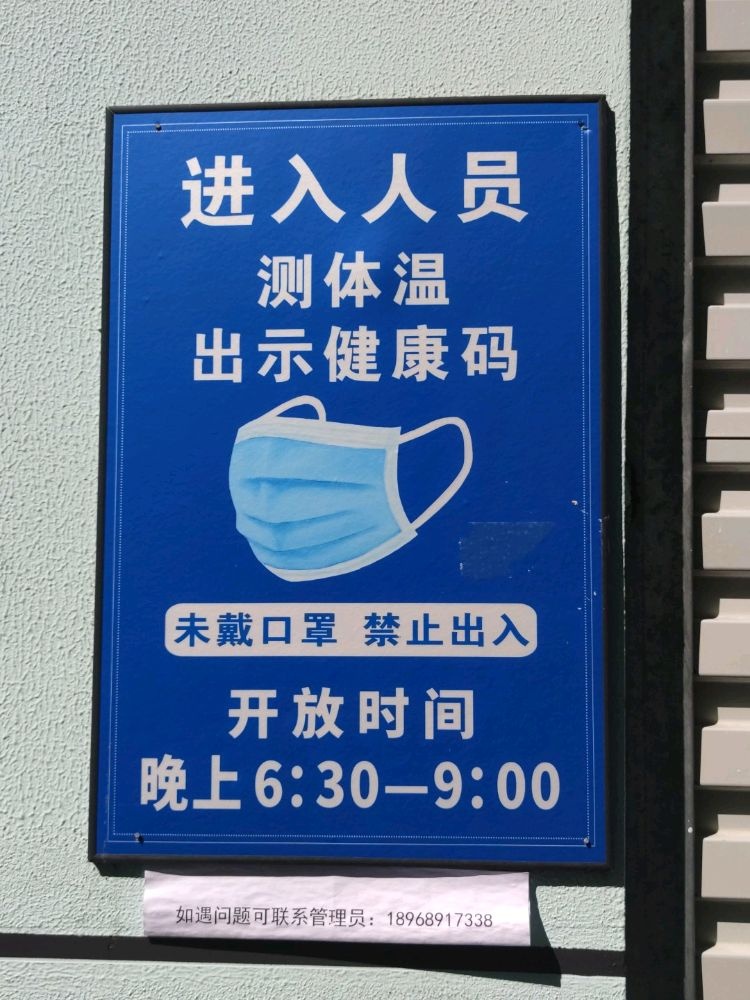 进入人员
测体温
出示健康码
未戴口罩 禁止出入
开放时间
晚上6:30—9:00
如遇问题可联系管理员：18968917338